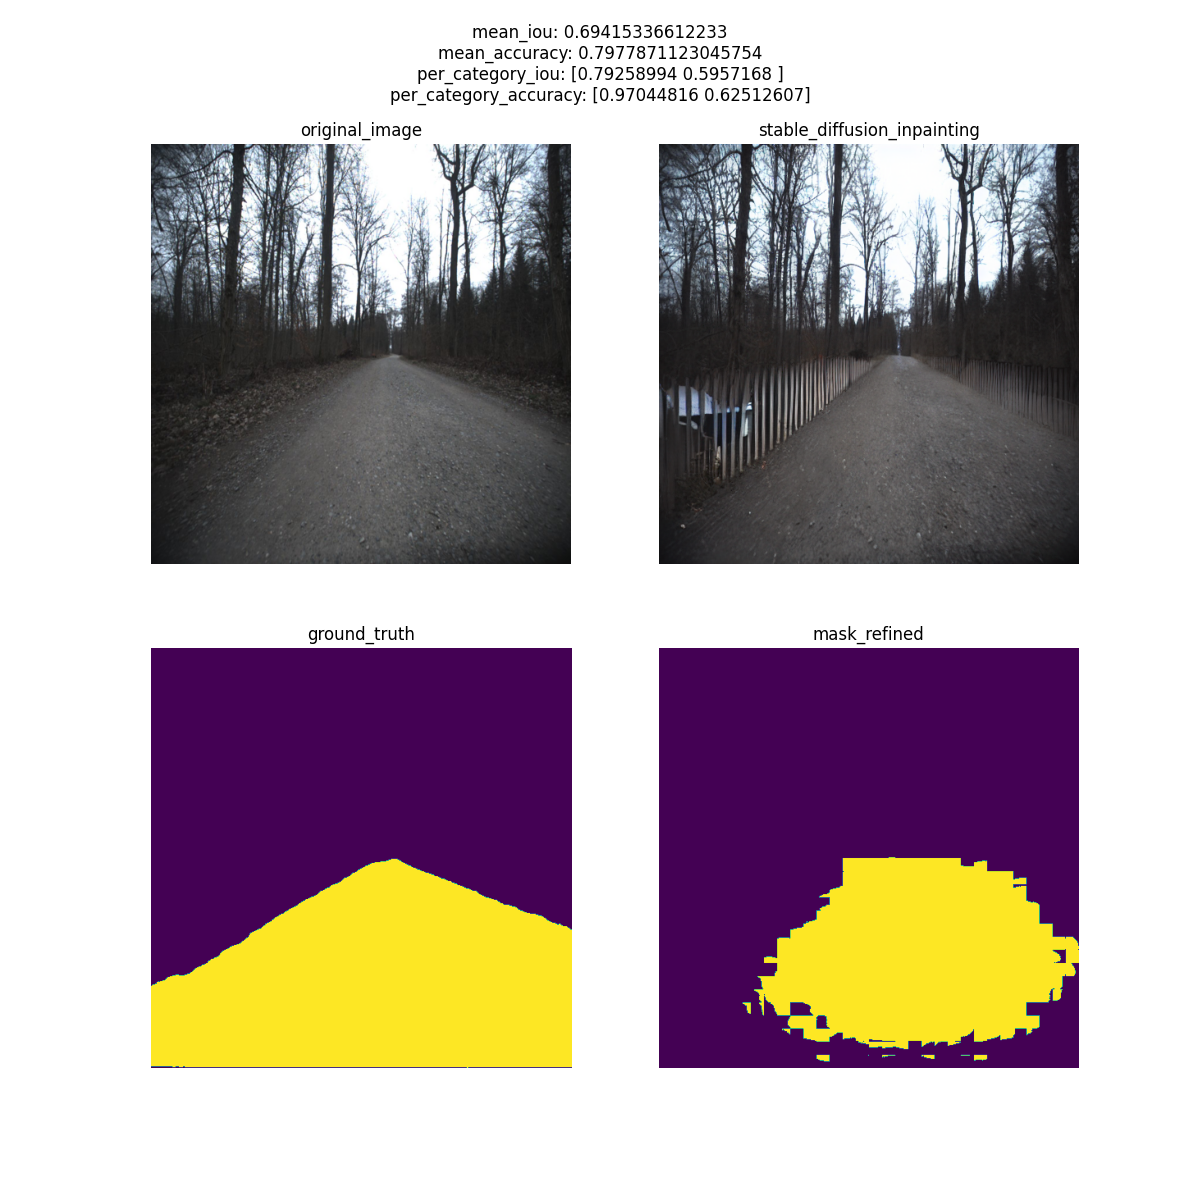 mean_iou: 0.69415336612233
mean_accuracy: 0.7977871123045754
per_category_iou: [0.79258994 0.5957168 ]
per_category_accuracy: [0.97044816 0.62512607]
original_image
stable_diffusion_inpainting
ground_truth
mask_refined